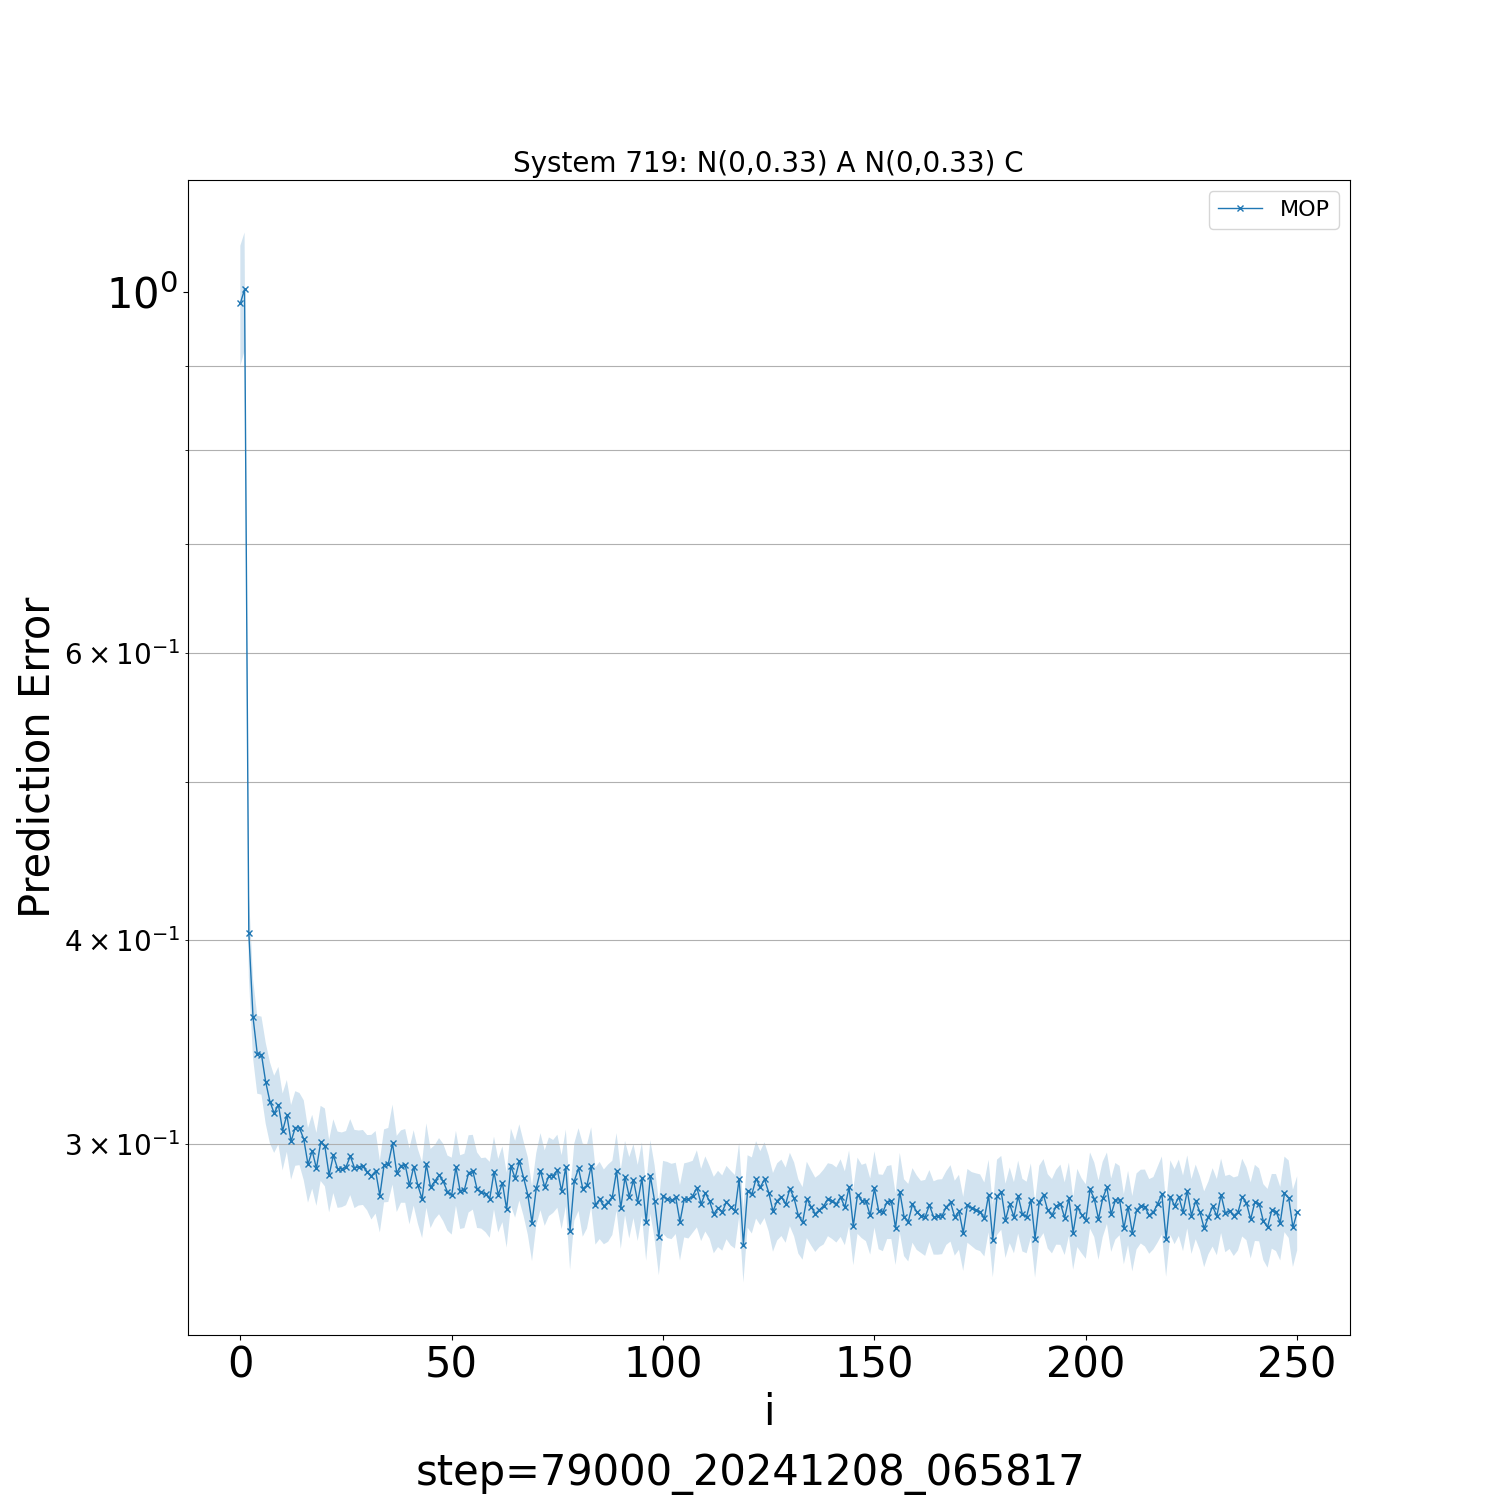 System 719: N(0,0.33) A N(0,0.33) C
MOP
10⁰
6 × 10⁻¹
4 × 10⁻¹
3 × 10⁻¹
Prediction Error
0 50 100 150 200 250
i
step=79000_20241208_065817